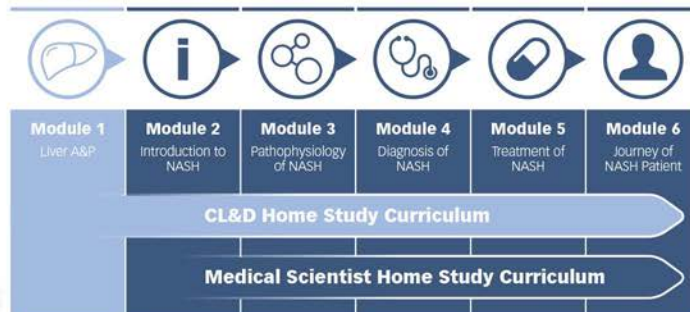 Module 1
Liver A&P
Module 2
Introduction to
NASH
Module 3
Pathophysiology
of NASH
Module 4
Diagnosis of
NASH
Module 5
Treatment of
NASH
Module 6
Journey of
NASH Patient
CL&D Home Study Curriculum
Medical Scientist Home Study Curriculum